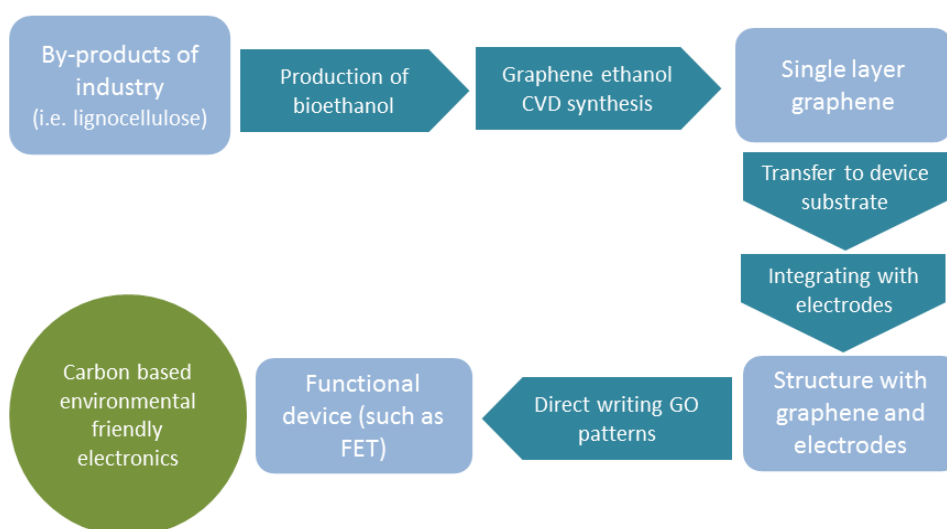 By-products of
industry
(i.e. lignocellulose)
Production of
bioethanol
Graphene ethanol
CVD synthesis
Single layer
graphene
Transfer to device
substrate
Integrating with
electrodes
Structure with
graphene and
electrodes
Direct writing GO
patterns
Functional
device (such as
FET)
Carbon based
environmental
friendly
electronics